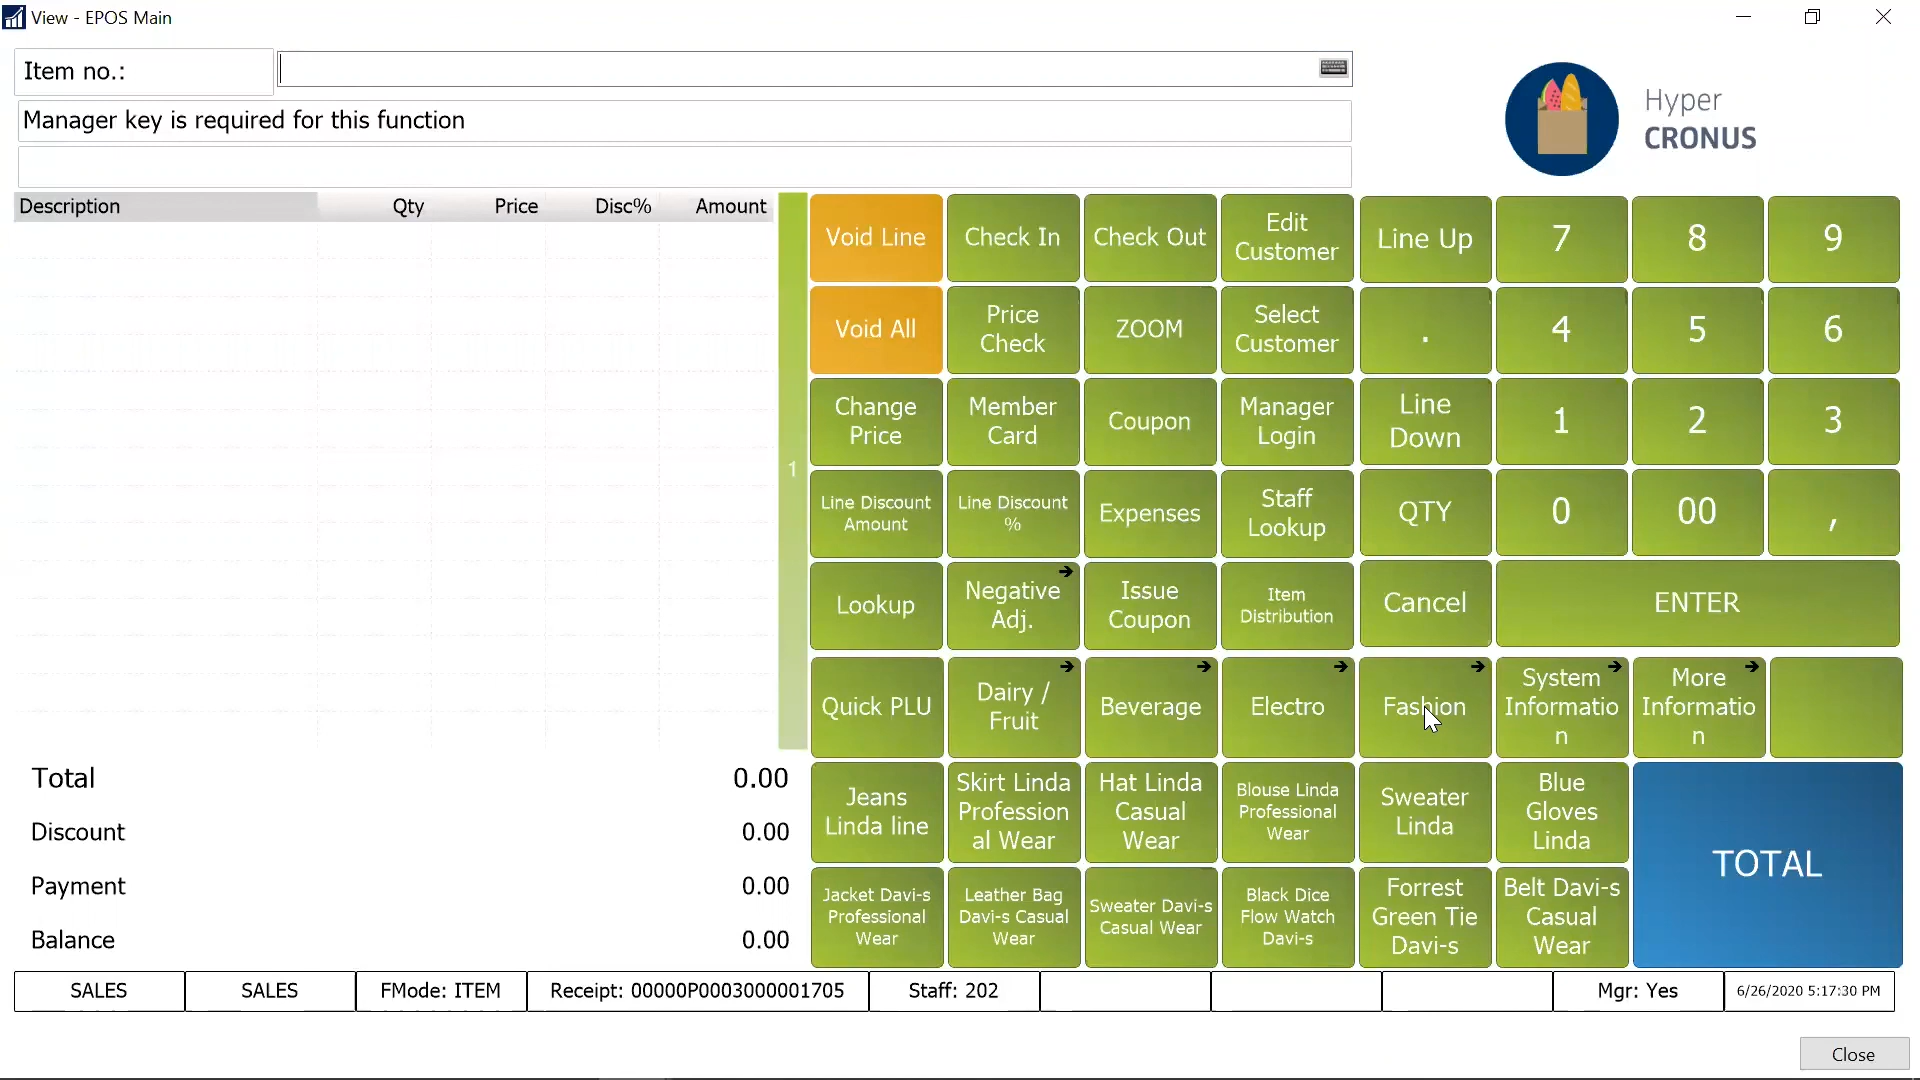 View - EPOS Main
Item no.:
Manager key is required for this function
Hyper
CRONUS
Description Qty Price Disc% Amount
1
Void Line
Check In
Check Out
Edit
Customer
Line Up
7
8
9
Void All
Price
Check
ZOOM
Select
Customer
.
4
5
6
Change
Price
Member
Card
Coupon
Manager
Login
Line
Down
1
2
3
Line Discount
Amount
Line Discount
%
Expenses
Staff
Lookup
QTY
0
00
,
Lookup
Negative
Adj.
Issue
Coupon
Item
Distribution
Cancel
ENTER
Quick PLU
Dairy /
Fruit
Beverage
Electro
Fashion
System
Informatio
n
More
Informatio
n
Jeans
Linda line
Skirt Linda
Profession
al Wear
Hat Linda
Casual
Wear
Blouse Linda
Professional
Wear
Sweater
Linda
Blue
Gloves
Linda
TOTAL
Jacket Davi-s
Professional
Wear
Leather Bag
Davi-s Casual
Wear
Sweater Davi-s
Casual Wear
Black Dice
Flow Watch
Davi-s
Forrest
Green Tie
Davi-s
Belt Davi-s
Casual
Wear
Total 0.00
Discount 0.00
Payment 0.00
Balance 0.00
SALES SALES FMode: ITEM Receipt: 00000P0003000001705 Staff: 202 Mgr: Yes 6/26/2020 5:17:30 PM
Close